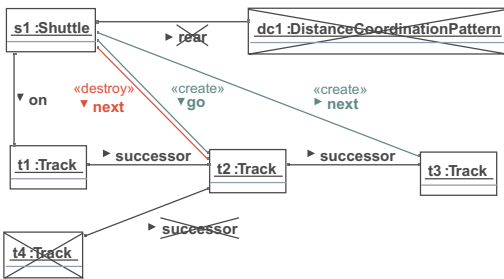 s1 :Shuttle
dc1 :DistanceCoordinationPattern
rear
«destroy»
next
«create»
go
«create»
next
on
t1 :Track
successor
t2 :Track
successor
t3 :Track
successor
t4 :Track